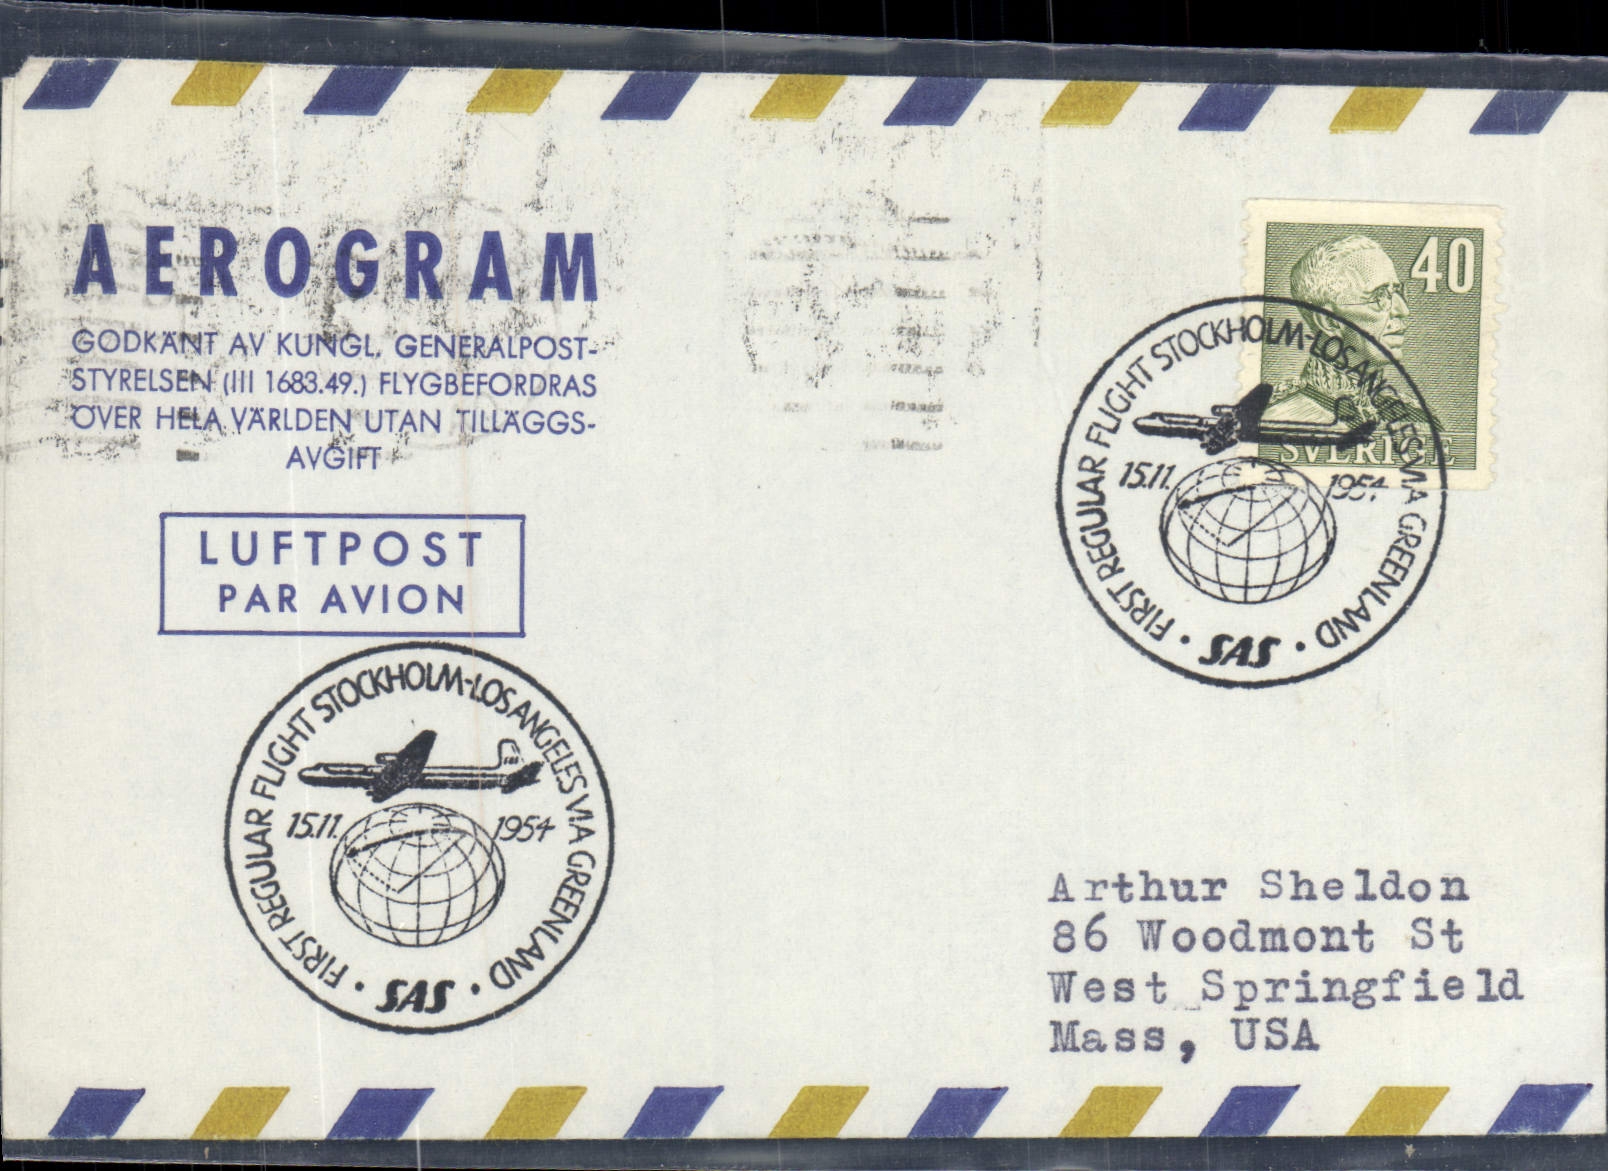 AEROGRAM
GODKÄNT AV KUNGL. GENERALPOST-
STYRELSEN (III 1683.49.) FLYGBEFORDRAS
ÖVER HELA VÄRLDEN UTAN TILLÄGGS-
AVGIFT
LUFTPOST
PAR AVION
40
SVERIGE
FIRST REGULAR FLIGHT STOCKHOLM-LOS ANGELES VIA GREENLAND
15.11. 1954
SAS
FIRST REGULAR FLIGHT STOCKHOLM-LOS ANGELES VIA GREENLAND
15.11. 1954
SAS
Arthur Sheldon
86 Woodmont St
West Springfield
Mass, USA